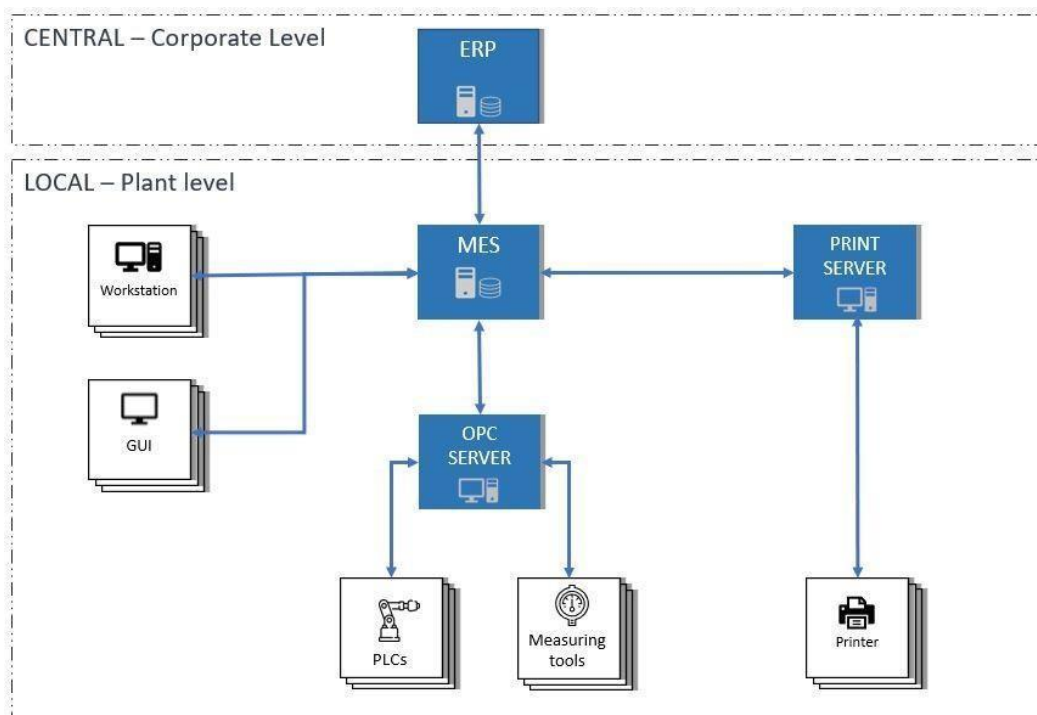 CENTRAL – Corporate Level
ERP
LOCAL – Plant level
Workstation
MES
PRINT
SERVER
GUI
OPC
SERVER
PLCs
Measuring
tools
Printer